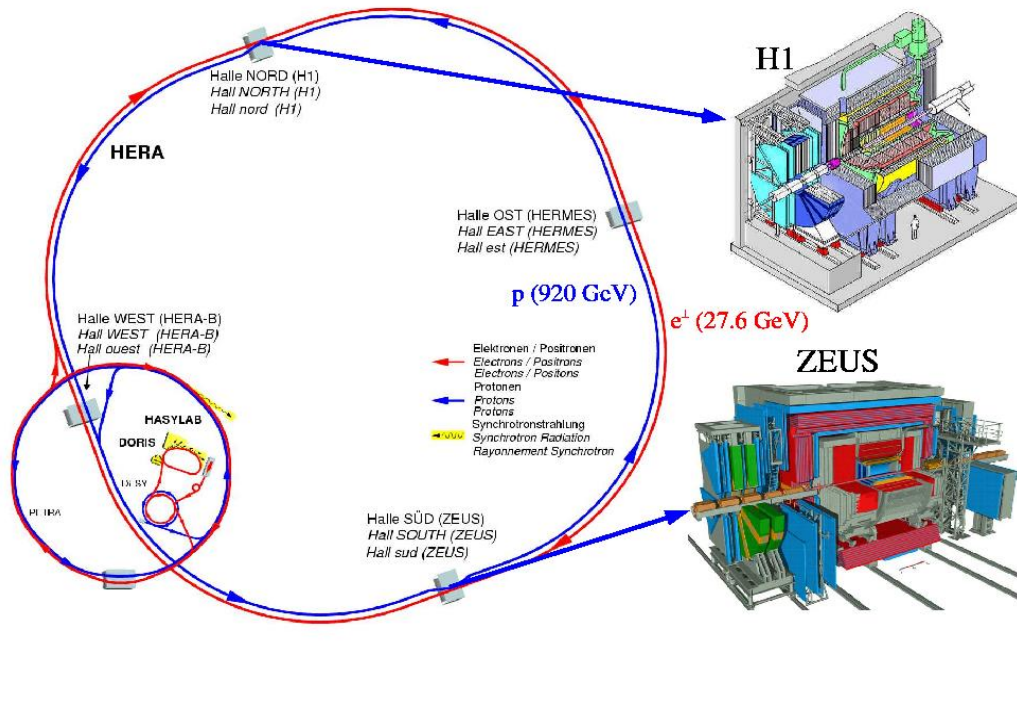 H1
Halle NORD (H1)
Hall NORTH (H1)
Hall nord (H1)
HERA
Halle OST (HERMES)
Hall EAST (HERMES)
Hall est (HERMES)
p (920 GeV)
e± (27.6 GeV)
Halle WEST (HERA-B)
Hall WEST (HERA-B)
Hall ouest (HERA-B)
Elektronen / Positronen
Electrons / Positrons
Electrons / Positons
Protonen
Protons
Protons
Synchrotronstrahlung
Synchrotron Radiation
Rayonnement Synchrotron
ZEUS
HASYLAB
DORIS
DESY
PETRA
Halle SÜD (ZEUS)
Hall SOUTH (ZEUS)
Hall sud (ZEUS)